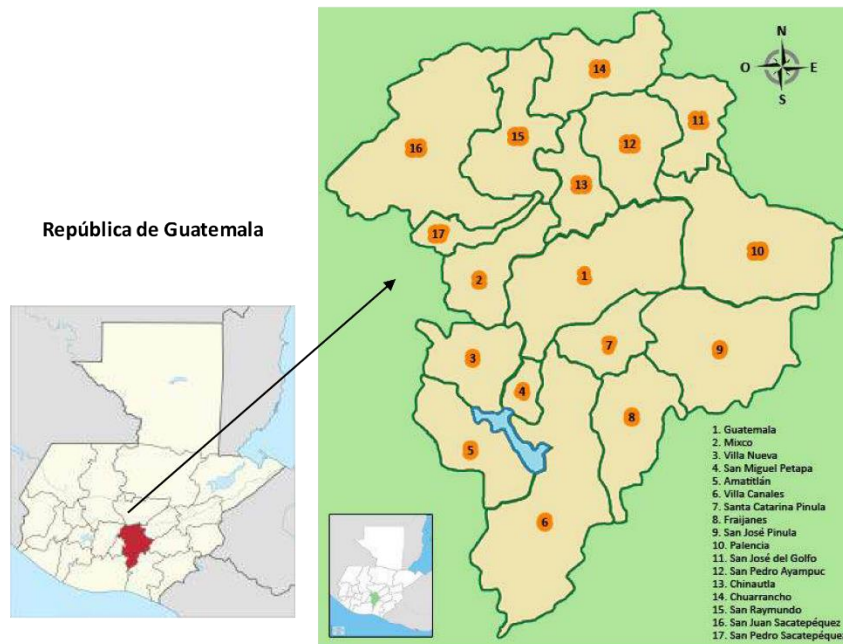 República de Guatemala
N
O
E
S
14
11
15
12
16
13
17
10
2
1
7
3
9
4
8
5
6
1. Guatemala
2. Mixco
3. Villa Nueva
4. San Miguel Petapa
5. Amatitlán
6. Villa Canales
7. Santa Catarina Pinula
8. Fraijanes
9. San José Pinula
10. Palencia
11. San José del Golfo
12. San Pedro Ayampuc
13. Chinautla
14. Chuarrancho
15. San Raymundo
16. San Juan Sacatepéquez
17. San Pedro Sacatepéquez